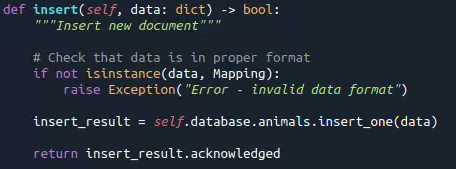 def insert(self, data: dict) -> bool:
"""Insert new document"""
# Check that data is in proper format
if not isinstance(data, Mapping):
raise Exception("Error - invalid data format")
insert_result = self.database.animals.insert_one(data)
return insert_result.acknowledged